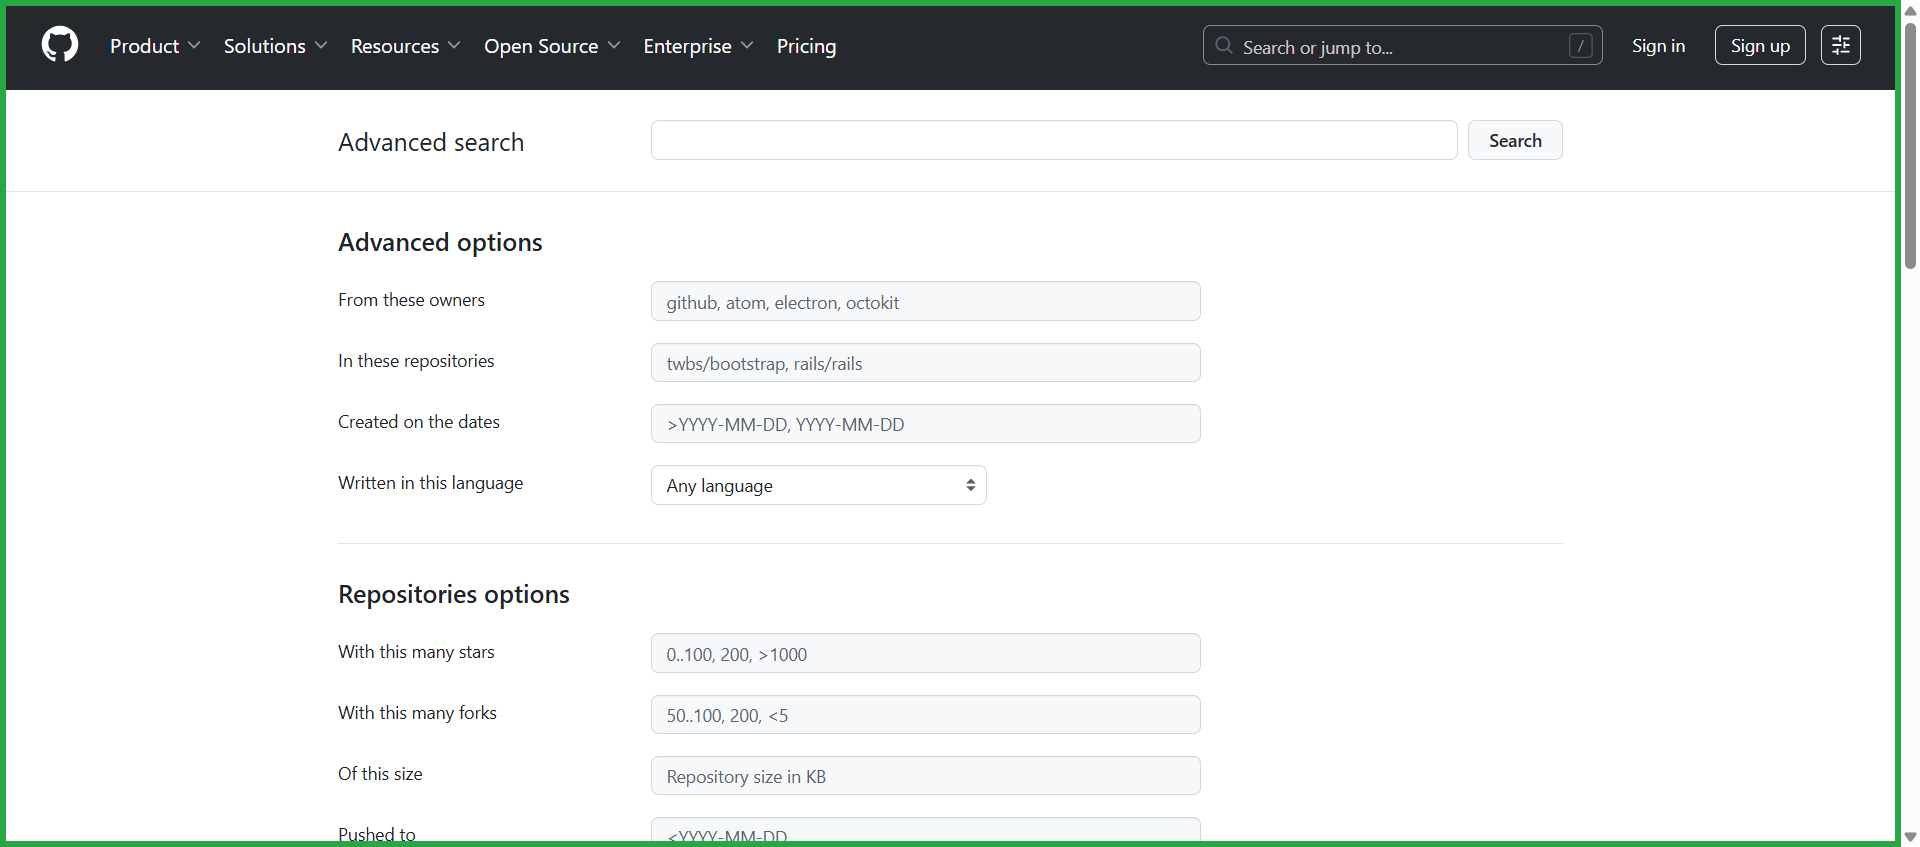 Product Solutions Resources Open Source Enterprise Pricing Search or jump to... / Sign in Sign up
Advanced search Search
Advanced options
From these owners github, atom, electron, octokit
In these repositories twbs/bootstrap, rails/rails
Created on the dates >YYYY-MM-DD, YYYY-MM-DD
Written in this language Any language
Repositories options
With this many stars 0..100, 200, >1000
With this many forks 50..100, 200, <5
Of this size Repository size in KB
Pushed to <YYYY-MM-DD